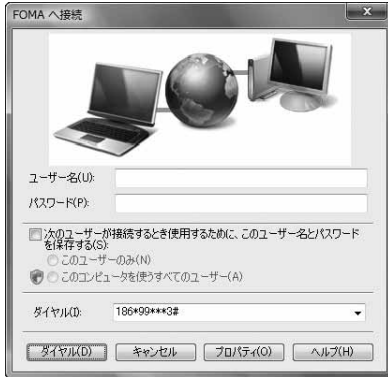 FOMA へ接続
ユーザー名(U):
パスワード(P):
次のユーザーが接続するとき使用するために、このユーザー名とパスワード
を保存する(S):
このユーザーのみ(N)
このコンピュータを使うすべてのユーザー(A)
ダイヤル(I): 186*99***3#
ダイヤル(D) キャンセル プロパティ(O) ヘルプ(H)